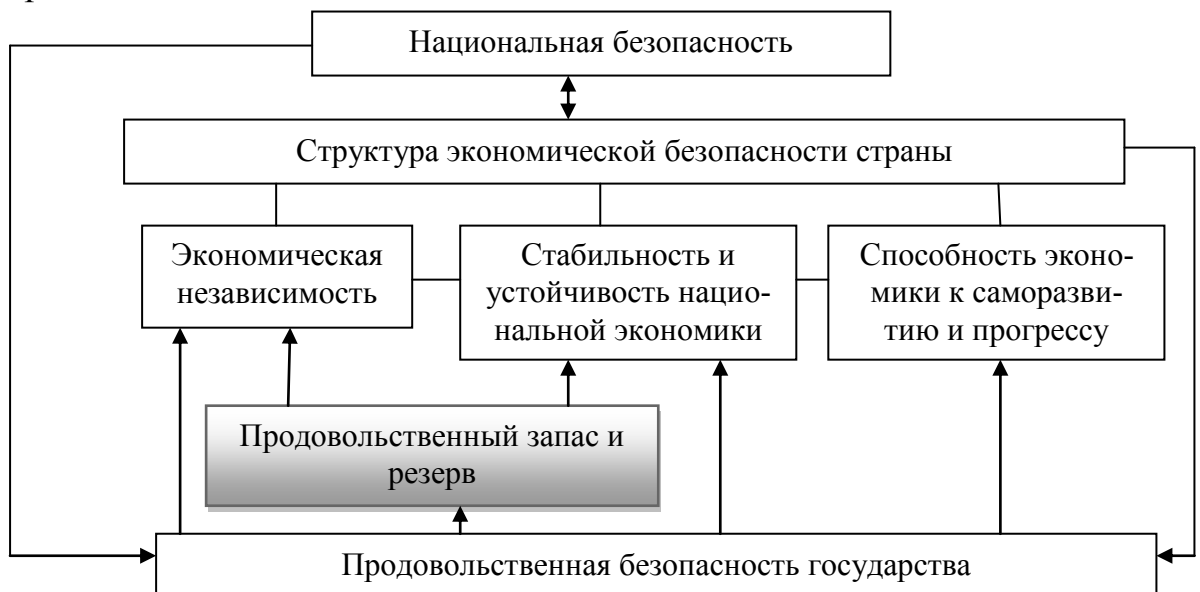 Национальная безопасность
Структура экономической безопасности страны
Экономическая
независимость
Стабильность и
устойчивость нацио-
нальной экономики
Способность эконо-
мики к саморазви-
тию и прогрессу
Продовольственный запас и
резерв
Продовольственная безопасность государства